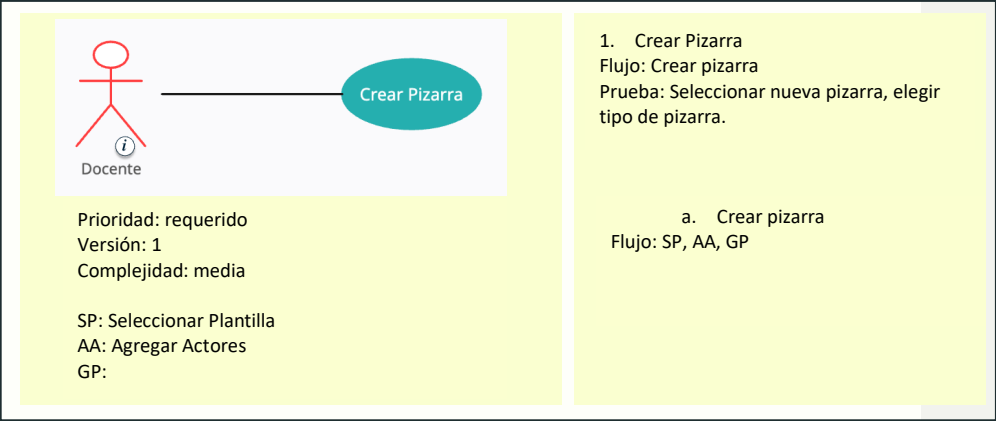 Crear Pizarra
i
Docente
Prioridad: requerido
Versión: 1
Complejidad: media
SP: Seleccionar Plantilla
AA: Agregar Actores
GP:
1. Crear Pizarra
Flujo: Crear pizarra
Prueba: Seleccionar nueva pizarra, elegir
tipo de pizarra.
a. Crear pizarra
Flujo: SP, AA, GP